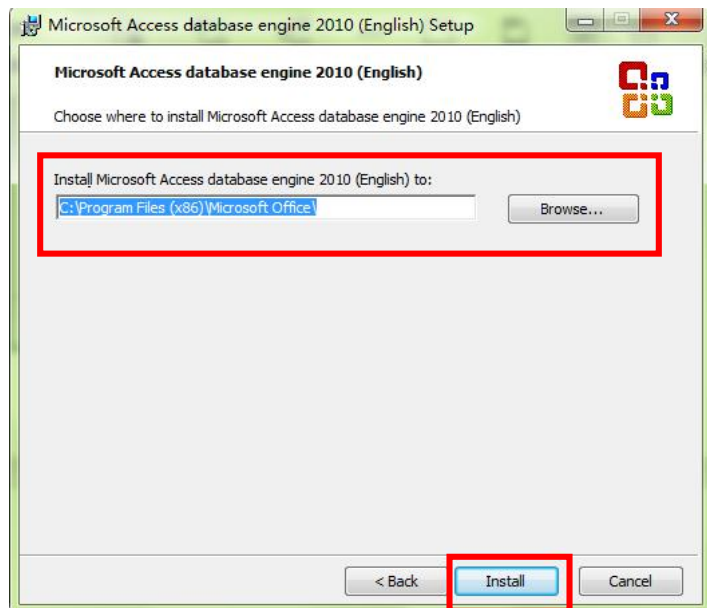 Microsoft Access database engine 2010 (English) Setup
Microsoft Access database engine 2010 (English)
Choose where to install Microsoft Access database engine 2010 (English)
Install Microsoft Access database engine 2010 (English) to:
C:\Program Files (x86)\Microsoft Office\
Browse...
< Back Install Cancel